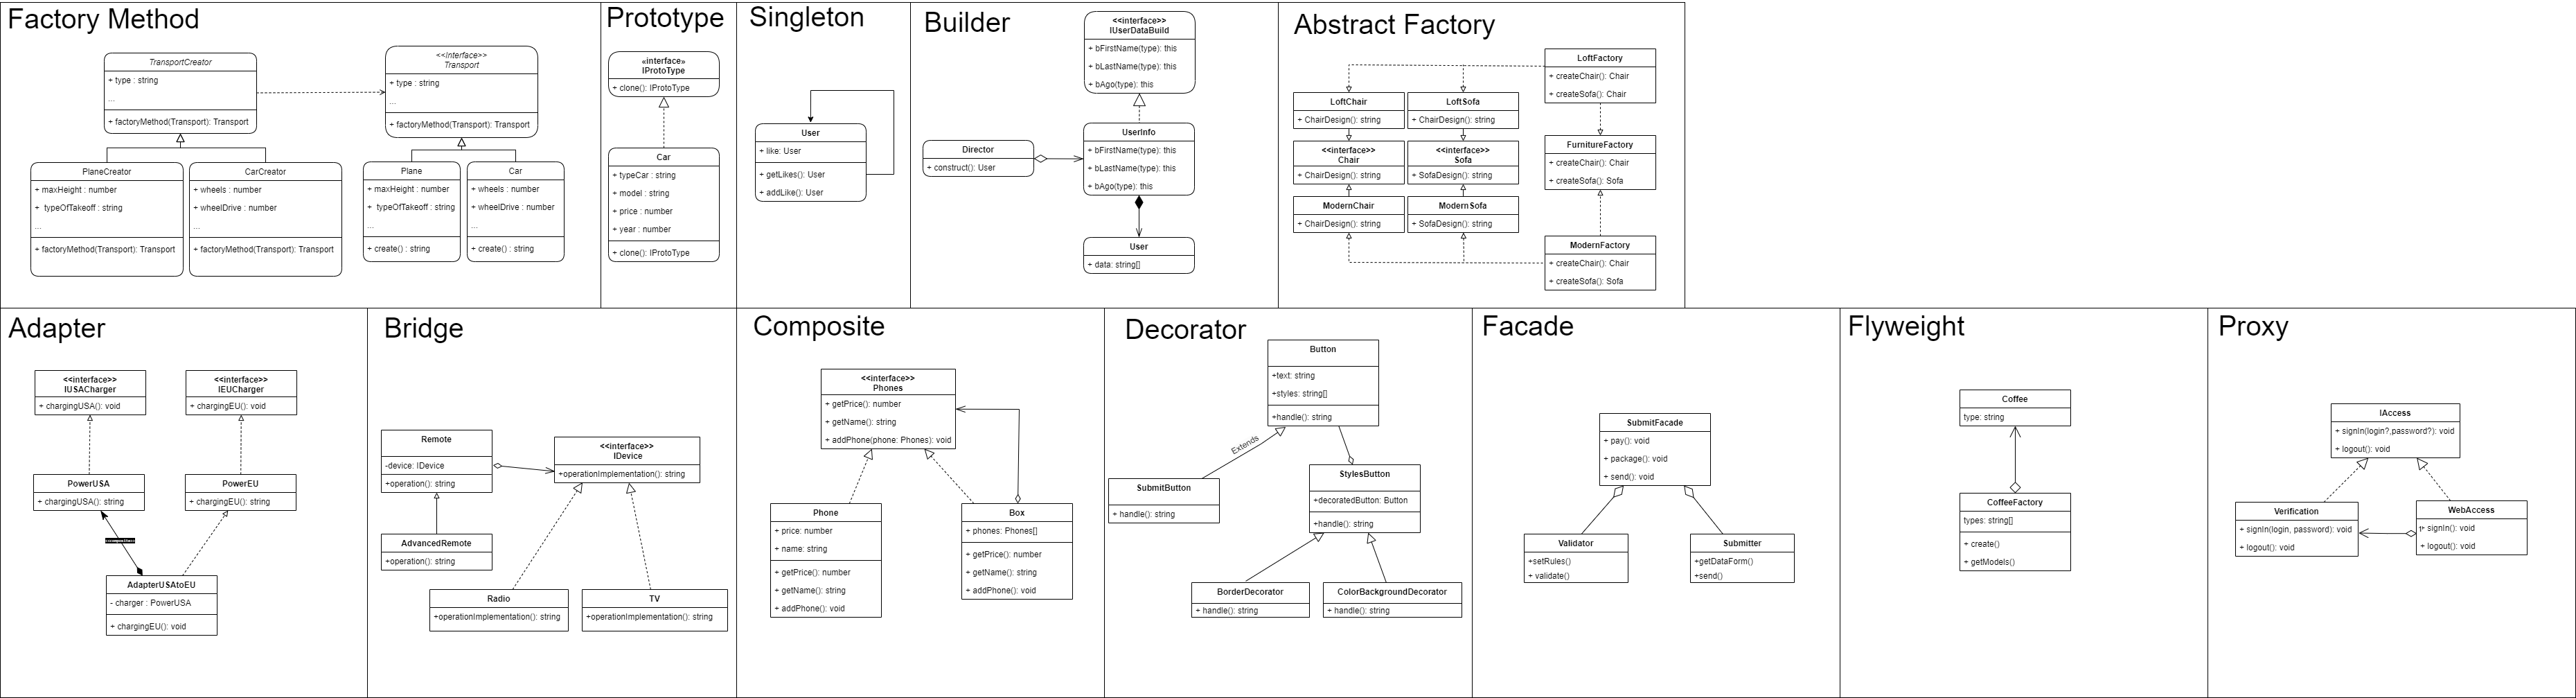 Factory Method
TransportCreator
+ type : string
...
+ factoryMethod(Transport): Transport
<<interface>>
Transport
+ type : string
...
+ factoryMethod(Transport): Transport
PlaneCreator
+ maxHeight : number
+ typeOfTakeoff : string
...
+ factoryMethod(Transport): Transport
CarCreator
+ wheels : number
+ wheelDrive : number
...
+ factoryMethod(Transport): Transport
Plane
+ maxHeight : number
+ typeOfTakeoff : string
...
+ create() : string
Car
+ wheels : number
+ wheelDrive : number
...
+ create() : string
Prototype
«interface»
IProtoType
+ clone(): IProtoType
Car
+ typeCar : string
+ model : string
+ price : number
+ year : number
+ clone(): IProtoType
Singleton
User
+ like: User
+ getLikes(): User
+ addLike(): User
Builder
<<interface>>
IUserDataBuild
+ bFirstName(type): this
+ bLastName(type): this
+ bAgo(type): this
Director
+ construct(): User
UserInfo
+ bFirstName(type): this
+ bLastName(type): this
+ bAgo(type): this
User
+ data: string[]
Abstract Factory
LoftFactory
+ createChair(): Chair
+ createSofa(): Chair
LoftChair
+ ChairDesign(): string
LoftSofa
+ ChairDesign(): string
<<interface>>
Chair
+ ChairDesign(): string
<<interface>>
Sofa
+ SofaDesign(): string
FurnitureFactory
+ createChair(): Chair
+ createSofa(): Sofa
ModernChair
+ ChairDesign(): string
ModernSofa
+ SofaDesign(): string
ModernFactory
+ createChair(): Chair
+ createSofa(): Sofa
Adapter
<<interface>>
IUSACharger
+ chargingUSA(): void
<<interface>>
IEUCharger
+ chargingEU(): void
PowerUSA
+ chargingUSA(): string
PowerEU
+ chargingEU(): string
AdapterUSAtoEU
- charger : PowerUSA
+ chargingEU(): void
Bridge
Remote
-device: IDevice
+operation(): string
<<interface>>
IDevice
+operationImplementation(): string
AdvancedRemote
+operation(): string
Radio
+operationImplementation(): string
TV
+operationImplementation(): string
Composite
<<interface>>
Phones
+ getPrice(): number
+ getName(): string
+ addPhone(phone: Phones): void
Phone
+ price: number
+ name: string
+ getPrice(): number
+ getName(): string
+ addPhone(): void
Box
+ phones: Phones[]
+ getPrice(): number
+ getName(): string
+ addPhone(): void
Decorator
Button
+text: string
+styles: string[]
+handle(): string
Extends
SubmitButton
+ handle(): string
StylesButton
+decoratedButton: Button
+handle(): string
BorderDecorator
+ handle(): string
ColorBackgroundDecorator
+ handle(): string
Facade
SubmitFacade
+ pay(): void
+ package(): void
+ send(): void
Validator
+setRules()
+ validate()
Submitter
+getDataForm()
+send()
Flyweight
Coffee
type: string
CoffeeFactory
types: string[]
+ create()
+ getModels()
Proxy
IAccess
+ signIn(login?,password?): void
+ logout(): void
Verification
+ signIn(login, password): void
+ logout(): void
WebAccess
+ signIn(): void
+ logout(): void